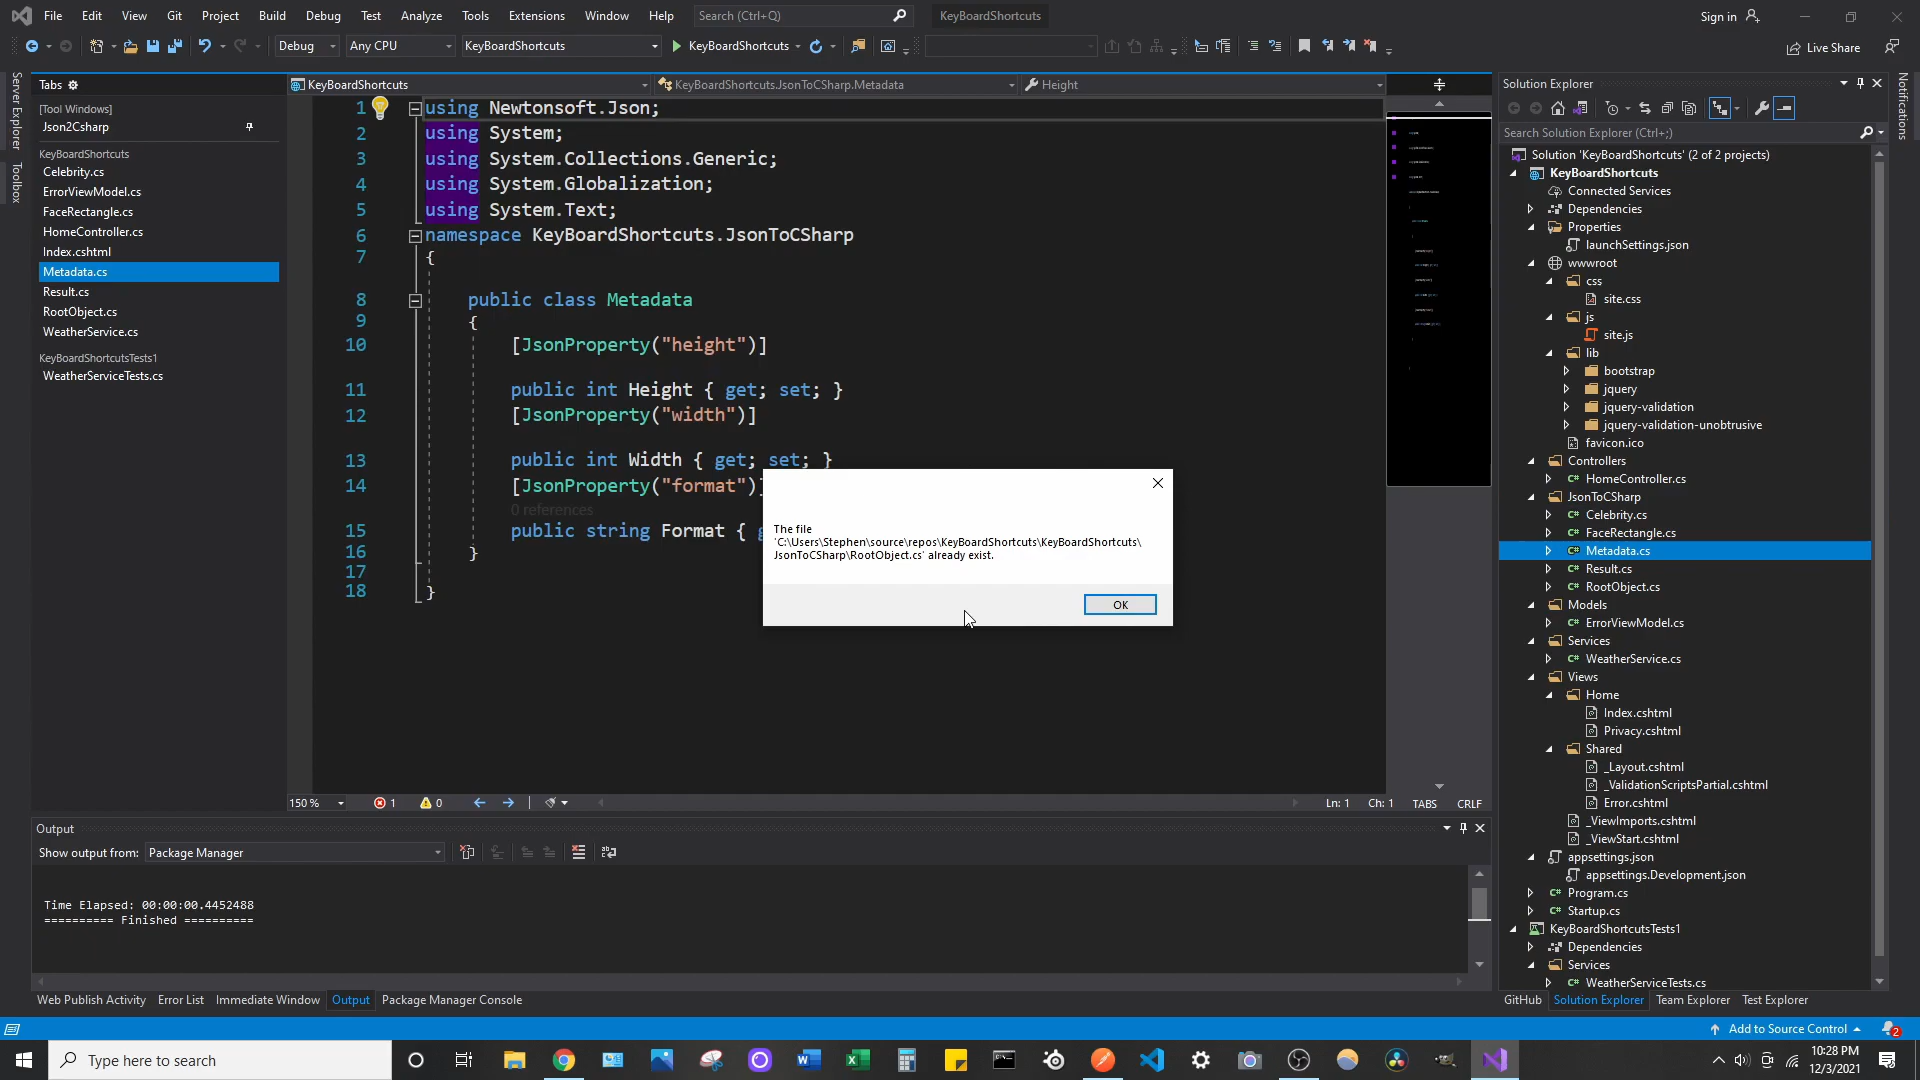 File Edit View Git Project Build Debug Test Analyze Tools Extensions Window Help Search (Ctrl+Q) KeyBoardShortcuts Sign in
Debug Any CPU KeyBoardShortcuts KeyBoardShortcuts Live Share
Server Explorer
Toolbox
Tabs
[Tool Windows]
Json2Csharp
KeyBoardShortcuts
Celebrity.cs
ErrorViewModel.cs
FaceRectangle.cs
HomeController.cs
Index.cshtml
Metadata.cs
Result.cs
RootObject.cs
WeatherService.cs
KeyBoardShortcutsTests1
WeatherServiceTests.cs
KeyBoardShortcuts KeyBoardShortcuts.JsonToCSharp.Metadata Height
1 using Newtonsoft.Json;
2 using System;
3 using System.Collections.Generic;
4 using System.Globalization;
5 using System.Text;
6 namespace KeyBoardShortcuts.JsonToCSharp
7 {
8 public class Metadata
9 {
10 [JsonProperty("height")]
11 public int Height { get; set; }
12 [JsonProperty("width")]
13 public int Width { get; set; }
14 [JsonProperty("format")]
0 references
15 public string Format {
16 }
17
18 }
The file
'C:\Users\Stephen\source\repos\KeyBoardShortcuts\KeyBoardShortcuts\
JsonToCSharp\RootObject.cs' already exist.
OK
150 % 1 0 Ln: 1 Ch: 1 TABS CRLF
Output
Show output from: Package Manager
Time Elapsed: 00:00:00.4452488
========== Finished ==========
Web Publish Activity Error List Immediate Window Output Package Manager Console
Solution Explorer
Search Solution Explorer (Ctrl+;)
Solution 'KeyBoardShortcuts' (2 of 2 projects)
KeyBoardShortcuts
Connected Services
Dependencies
Properties
launchSettings.json
wwwroot
css
site.css
js
site.js
lib
bootstrap
jquery
jquery-validation
jquery-validation-unobtrusive
favicon.ico
Controllers
C# HomeController.cs
JsonToCSharp
C# Celebrity.cs
C# FaceRectangle.cs
C# Metadata.cs
C# Result.cs
C# RootObject.cs
Models
C# ErrorViewModel.cs
Services
C# WeatherService.cs
Views
Home
Index.cshtml
Privacy.cshtml
Shared
_Layout.cshtml
_ValidationScriptsPartial.cshtml
Error.cshtml
_ViewImports.cshtml
_ViewStart.cshtml
appsettings.json
appsettings.Development.json
C# Program.cs
C# Startup.cs
KeyBoardShortcutsTests1
Dependencies
Services
C# WeatherServiceTests.cs
GitHub Solution Explorer Team Explorer Test Explorer
Notifications
Add to Source Control 2
Type here to search
10:28 PM
12/3/2021